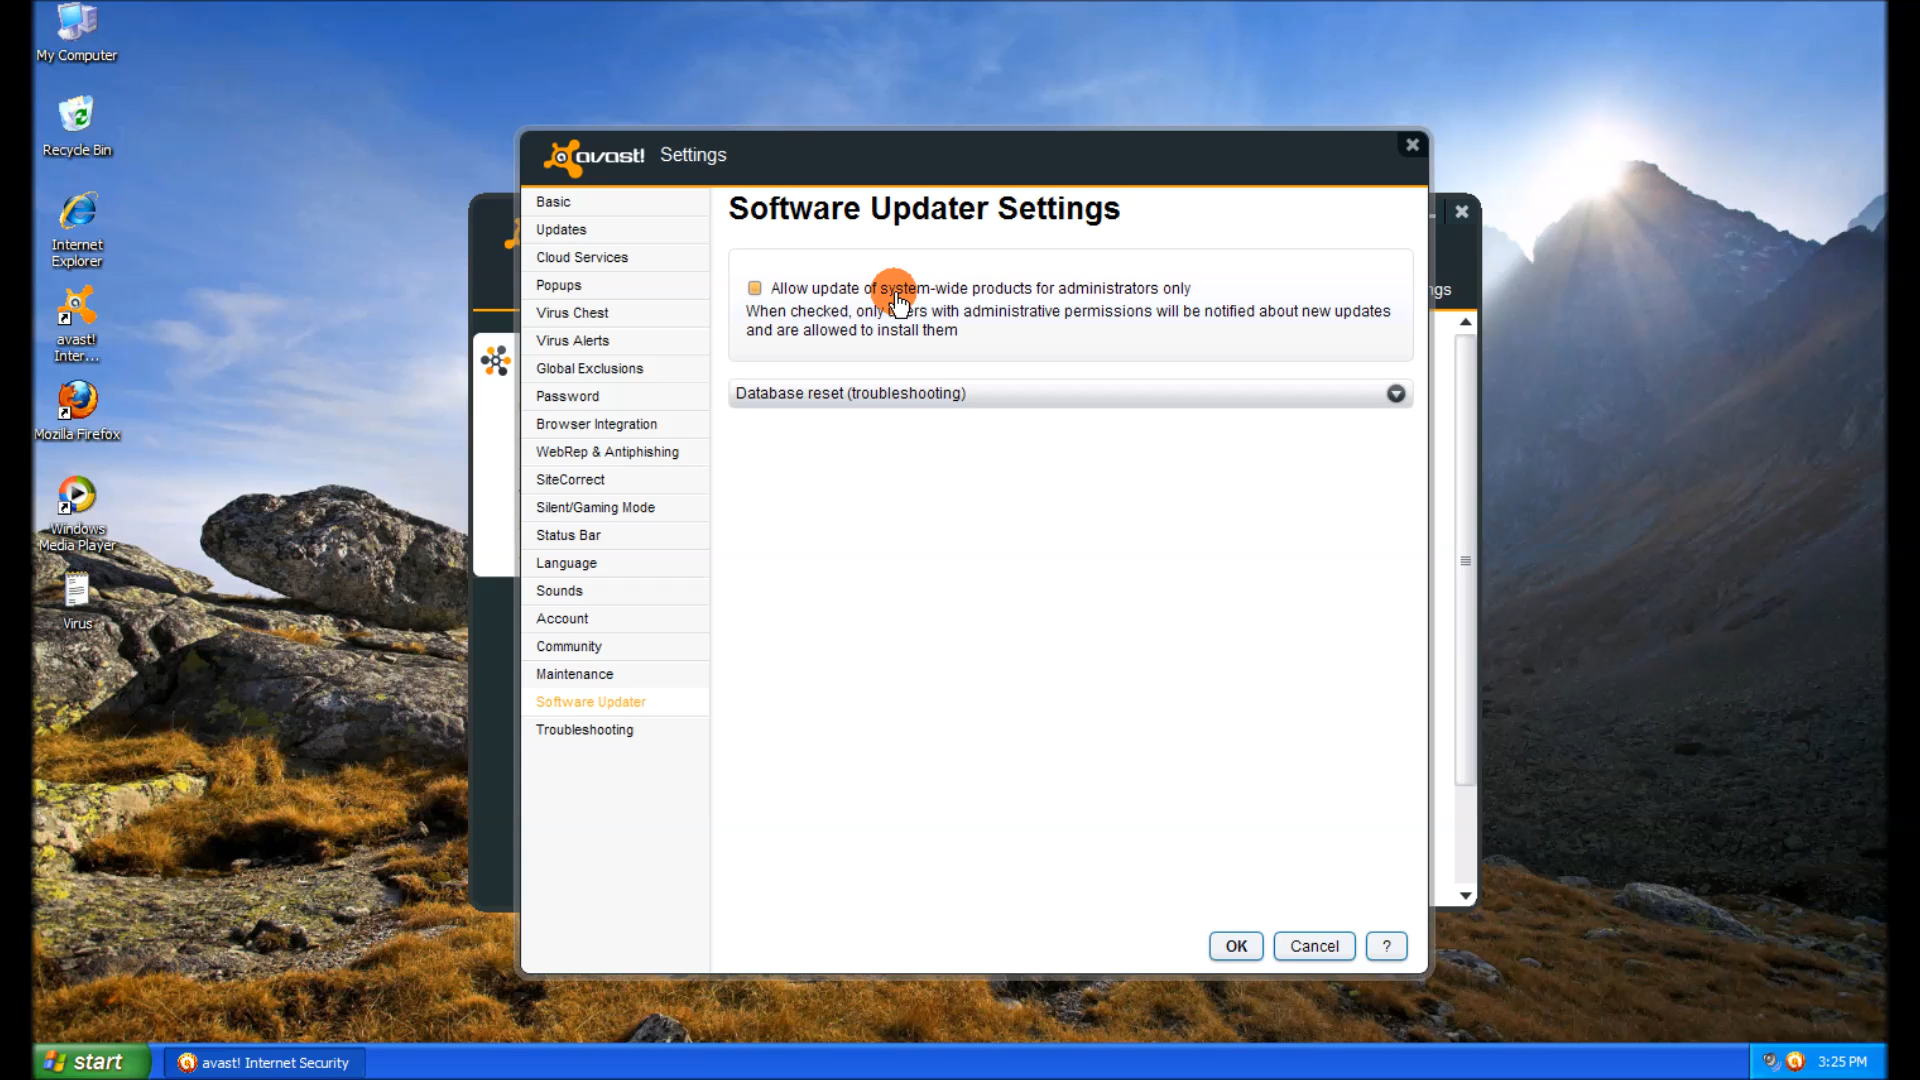 My Computer
Recycle Bin
Internet
Explorer
avast!
Inter...
Mozilla Firefox
Windows
Media Player
Virus
avast! Settings
Basic
Updates
Cloud Services
Popups
Virus Chest
Virus Alerts
Global Exclusions
Password
Browser Integration
WebRep & Antiphishing
SiteCorrect
Silent/Gaming Mode
Status Bar
Language
Sounds
Account
Community
Maintenance
Software Updater
Troubleshooting
Software Updater Settings
Allow update of system-wide products for administrators only
When checked, only users with administrative permissions will be notified about new updates
and are allowed to install them
Database reset (troubleshooting)
OK Cancel ?
ngs
start
avast! Internet Security
3:25 PM